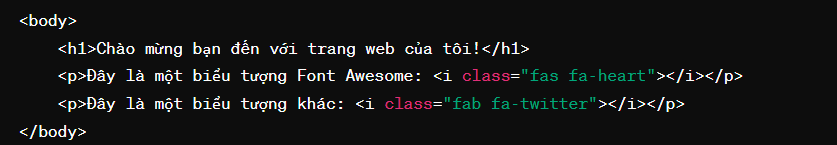 <body>
<h1>Chào mừng bạn đến với trang web của tôi!</h1>
<p>Đây là một biểu tượng Font Awesome: <i class="fas fa-heart"></i></p>
<p>Đây là một biểu tượng khác: <i class="fab fa-twitter"></i></p>
</body>